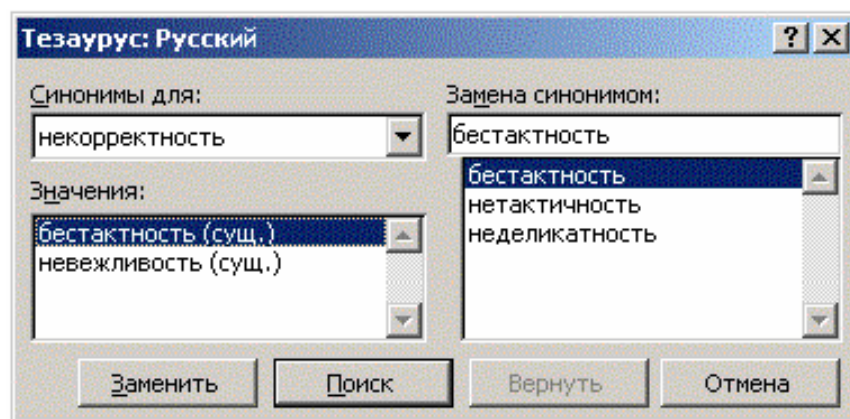 Тезаурус: Русский
Синонимы для:
некорректность
Значения:
бестактность (сущ.)
невежливость (сущ.)
Замена синонимом:
бестактность
бестактность
нетактичность
неделикатность
Заменить
Поиск
Вернуть
Отмена